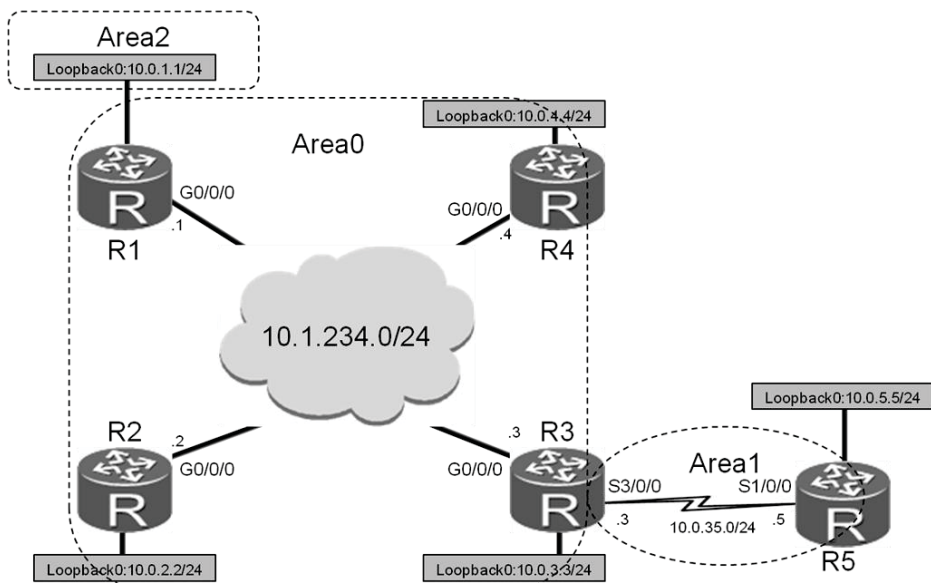 Area2
Loopback0:10.0.1.1/24
Loopback0:10.0.4.4/24
Area0
R
R
G0/0/0
G0/0/0
.1
.4
R1
R4
10.1.234.0/24
Loopback0:10.0.5.5/24
R2
.2
.3
R3
G0/0/0
G0/0/0
Area1
S3/0/0
S1/0/0
R
R
R
.3
10.0.35.0/24
.5
R5
Loopback0:10.0.2.2/24
Loopback0:10.0.3.3/24